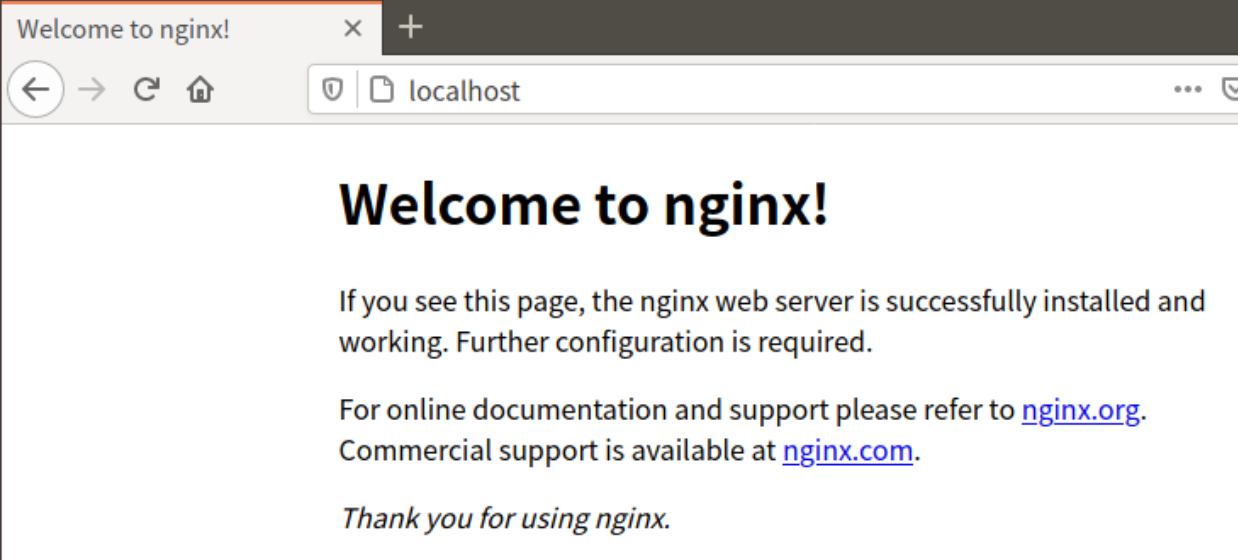 Welcome to nginx!
localhost
Welcome to nginx!
If you see this page, the nginx web server is successfully installed and
working. Further configuration is required.
For online documentation and support please refer to nginx.org.
Commercial support is available at nginx.com.
Thank you for using nginx.